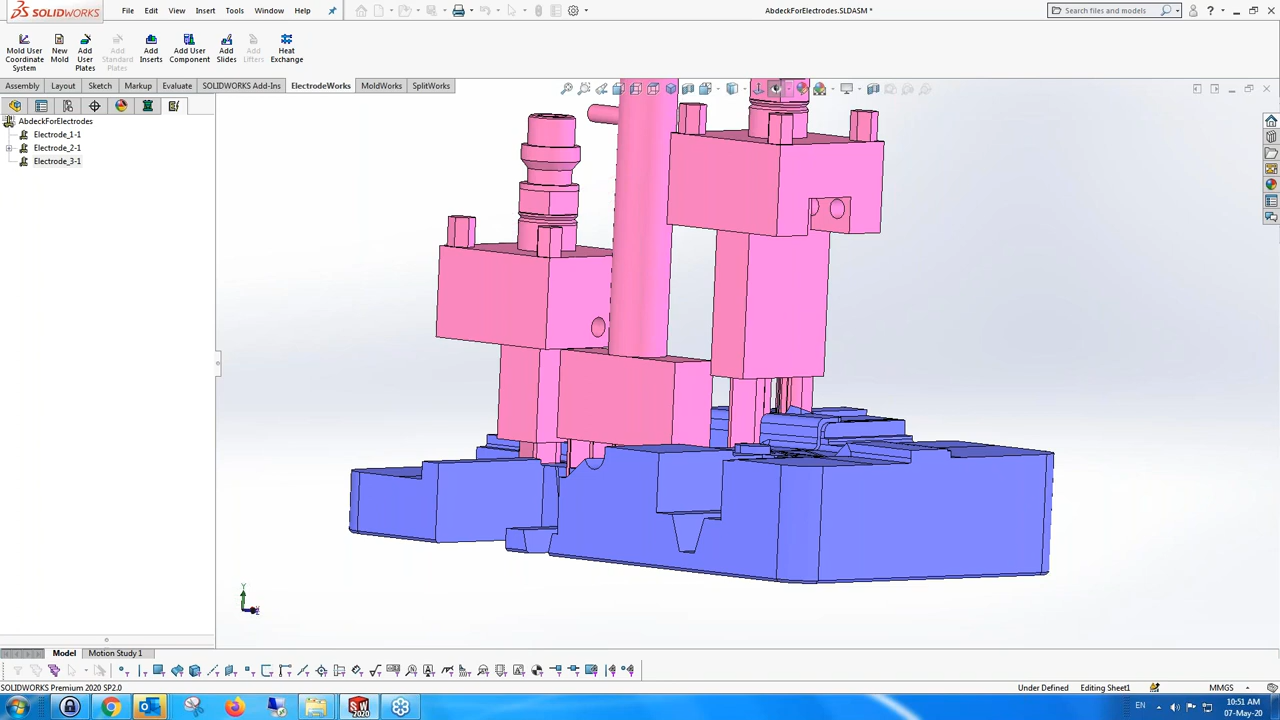 SOLIDWORKS
File Edit View Insert Tools Window Help
AbdeckForElectrodes.SLDASM *
Search files and models
Mold User Coordinate System
New Mold
Add User Plates
Add Standard Plates
Add Inserts
Add User Component
Add Slides
Add Lifters
Heat Exchange
Assembly Layout Sketch Markup Evaluate SOLIDWORKS Add-Ins ElectrodeWorks MoldWorks SplitWorks
AbdeckForElectrodes
Electrode_1-1
Electrode_2-1
Electrode_3-1
Y
Model Motion Study 1
SOLIDWORKS Premium 2020 SP2.0
Under Defined Editing Sheet1 MMGS
EN 10:51 AM
07-May-20